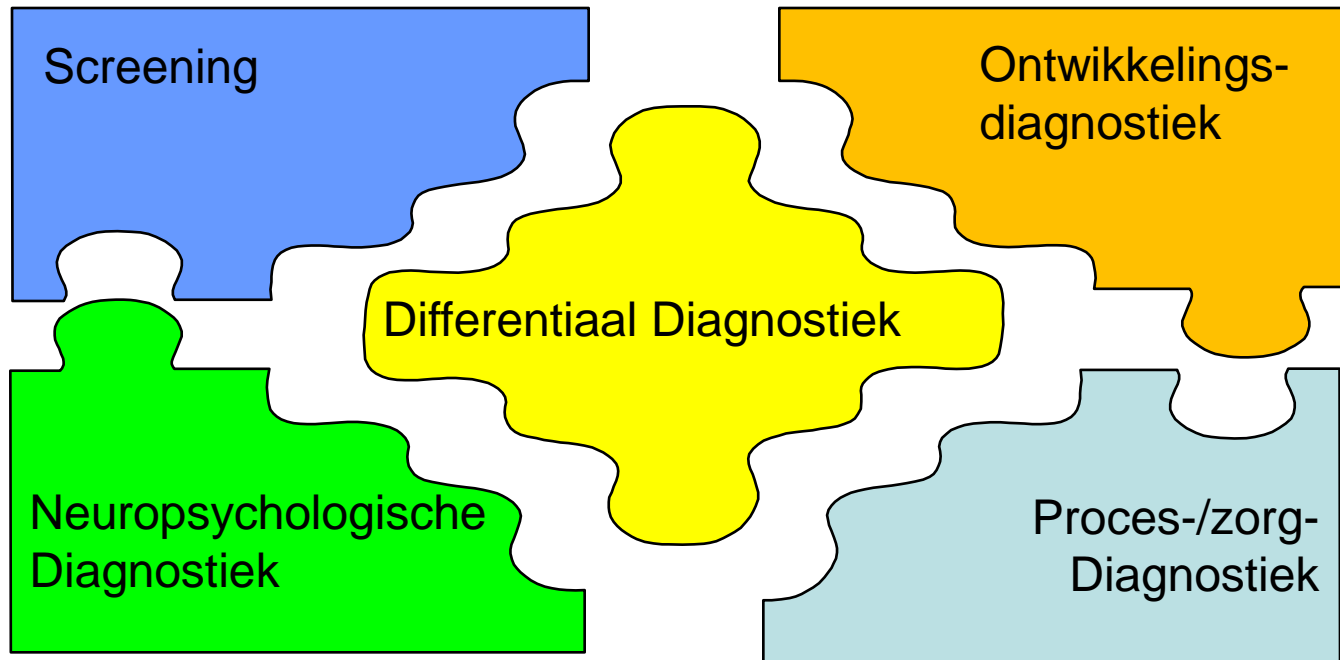 Screening
Ontwikkelings-
diagnostiek
Differentiaal Diagnostiek
Neuropsychologische
Diagnostiek
Proces-/zorg-
Diagnostiek